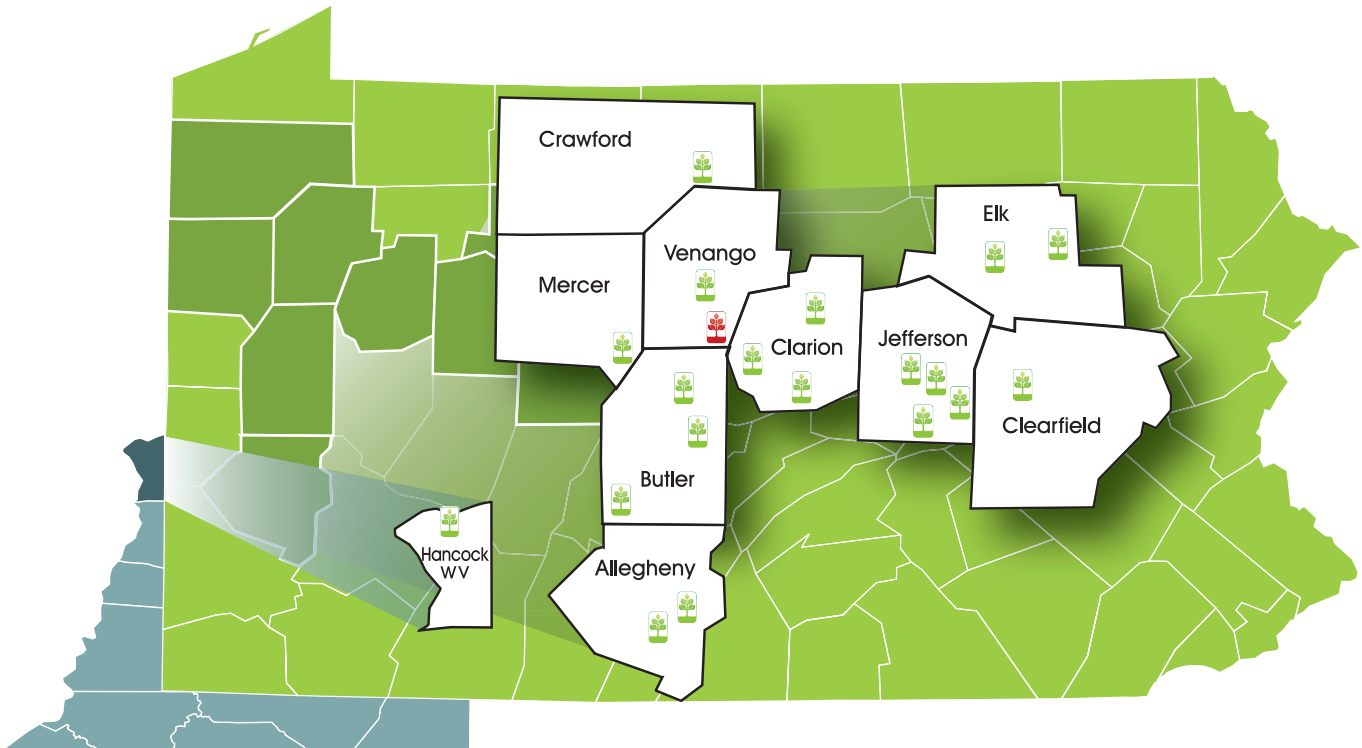 Crawford
Elk
Venango
Mercer
Jefferson
Clarion
Clearfield
Butler
Hancock
WV
Allegheny